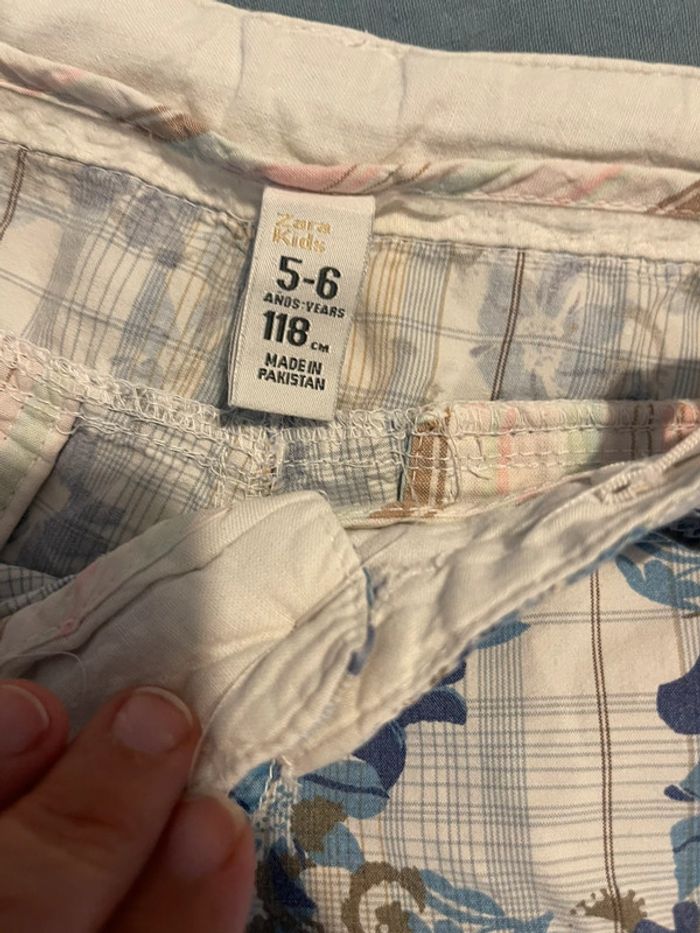 Zara
Kids
5-6
AÑOS·YEARS
118 CM
MADE IN
PAKISTAN